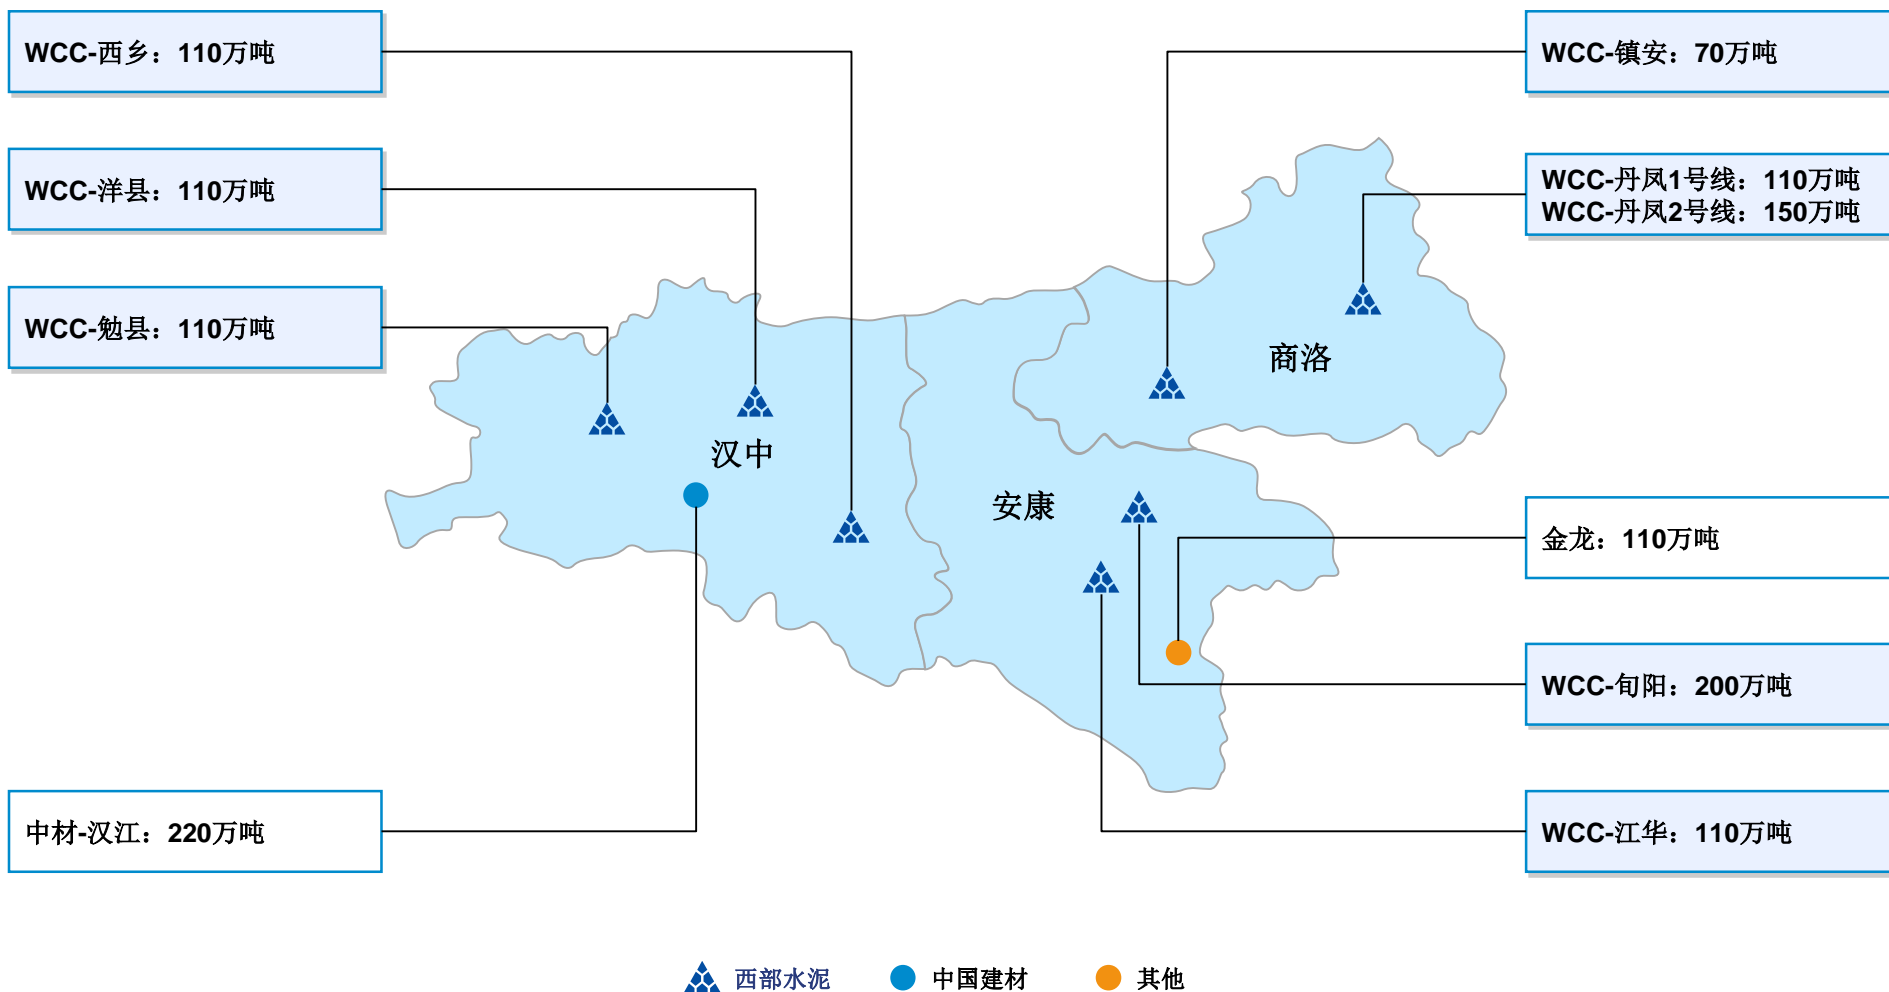 WCC-西乡：110万吨
WCC-洋县：110万吨
WCC-勉县：110万吨
中材-汉江：220万吨
WCC-镇安：70万吨
WCC-丹凤1号线：110万吨
WCC-丹凤2号线：150万吨
金龙：110万吨
WCC-旬阳：200万吨
WCC-江华：110万吨
商洛
汉中
安康
西部水泥
中国建材
其他